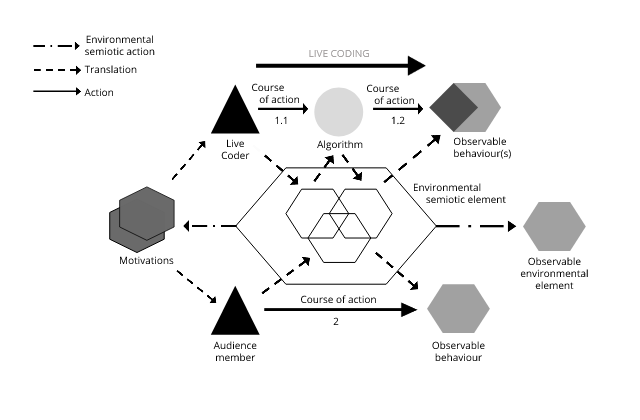 Environmental
semiotic action
Translation
Action
LIVE CODING
Course
of action
1.1
Course
of action
1.2
Live
Coder
Algorithm
Observable
behaviour(s)
Environmental
semiotic element
Motivations
Observable
environmental
element
Course of action
2
Audience
member
Observable
behaviour